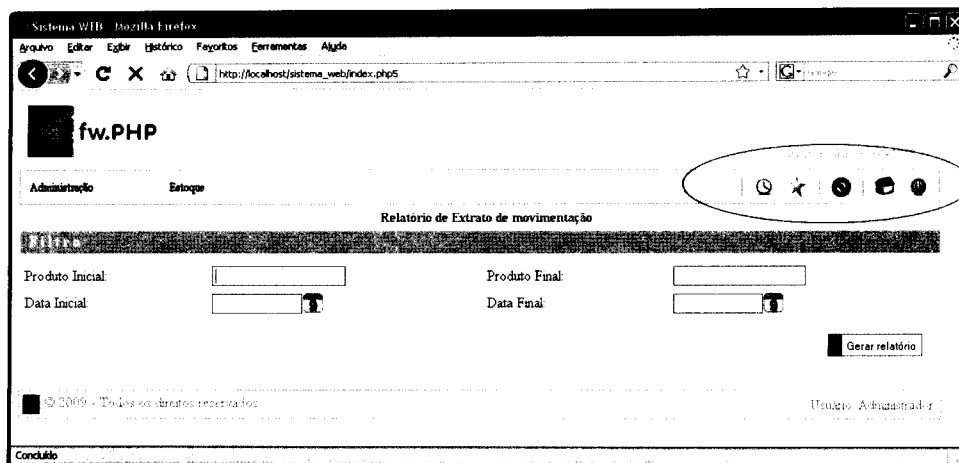 Sistema WEB - Mozilla Firefox
Arquivo Editar Exibir Histórico Favoritos Ferramentas Ajuda
http://localhost/sistema_web/index.php5
fw.PHP
Administração Estoque
Relatório de Extrato de movimentação
Filtro
Produto Inicial: Produto Final:
Data Inicial: Data Final:
Gerar relatório
© 2009 - Todos os direitos reservados Usuário: Administrador
Concluído